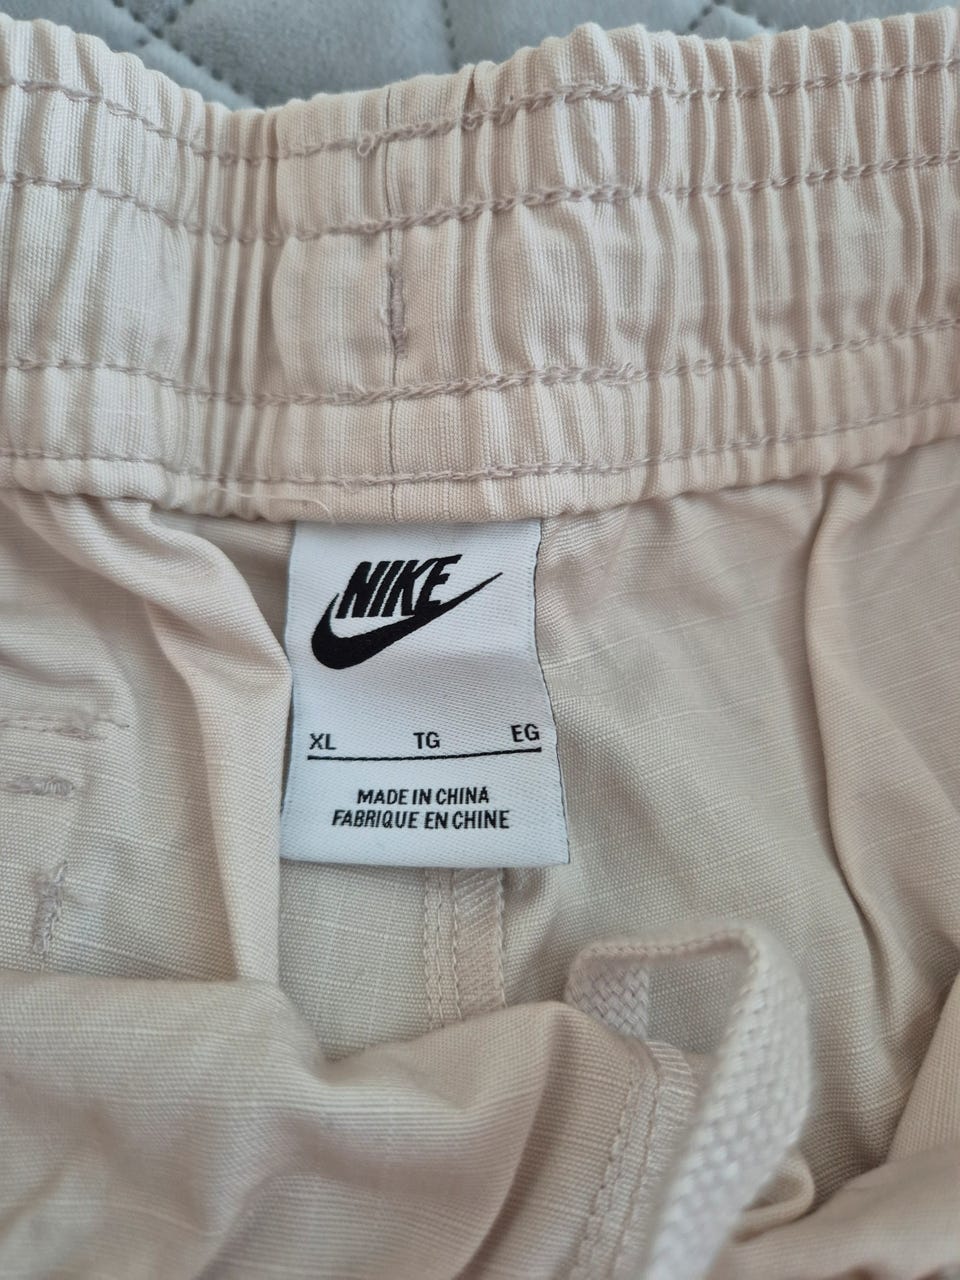 NIKE
XL TG EG
MADE IN CHINA
FABRIQUE EN CHINE